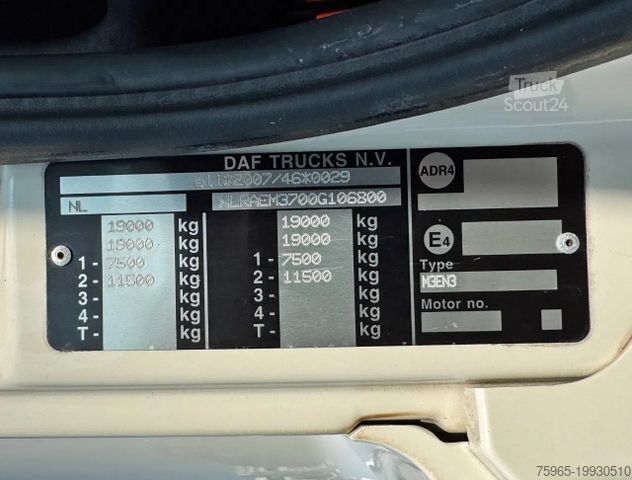 Truck
Scout24
DAF TRUCKS N.V.
e11*2007/46*0029
NL
XLRAEM3700G106800
19000 kg
19000 kg
1- 7500 kg
2- 11500 kg
3- kg
4- kg
T- kg
19000 kg
19000 kg
1- 7500 kg
2- 11500 kg
3- kg
4- kg
T- kg
ADR4
E4
Type
M3EN3
Motor no.
75965-19930510